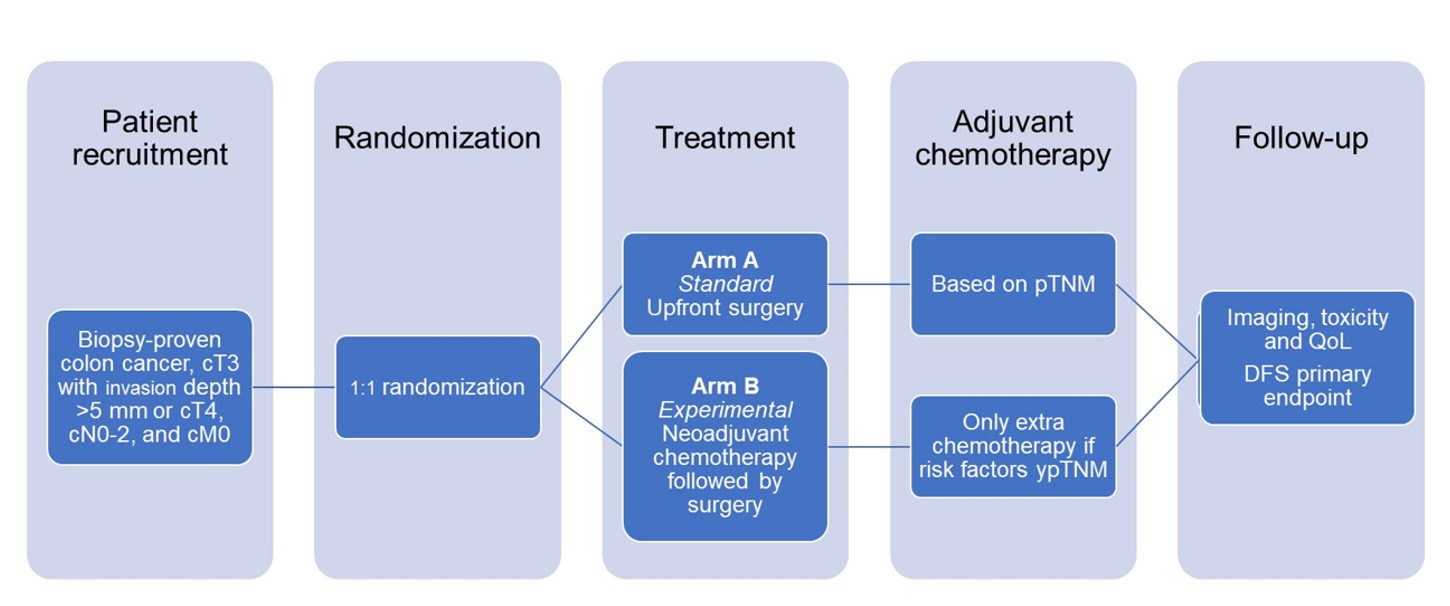 Patient
recruitment
Biopsy-proven
colon cancer, cT3
with invasion depth
>5 mm or cT4,
cN0-2, and cM0
Randomization
1:1 randomization
Treatment
Arm A
Standard
Upfront surgery
Arm B
Experimental
Neoadjuvant
chemotherapy
followed by
surgery
Adjuvant
chemotherapy
Based on pTNM
Only extra
chemotherapy if
risk factors ypTNM
Follow-up
Imaging, toxicity
and QoL
DFS primary
endpoint